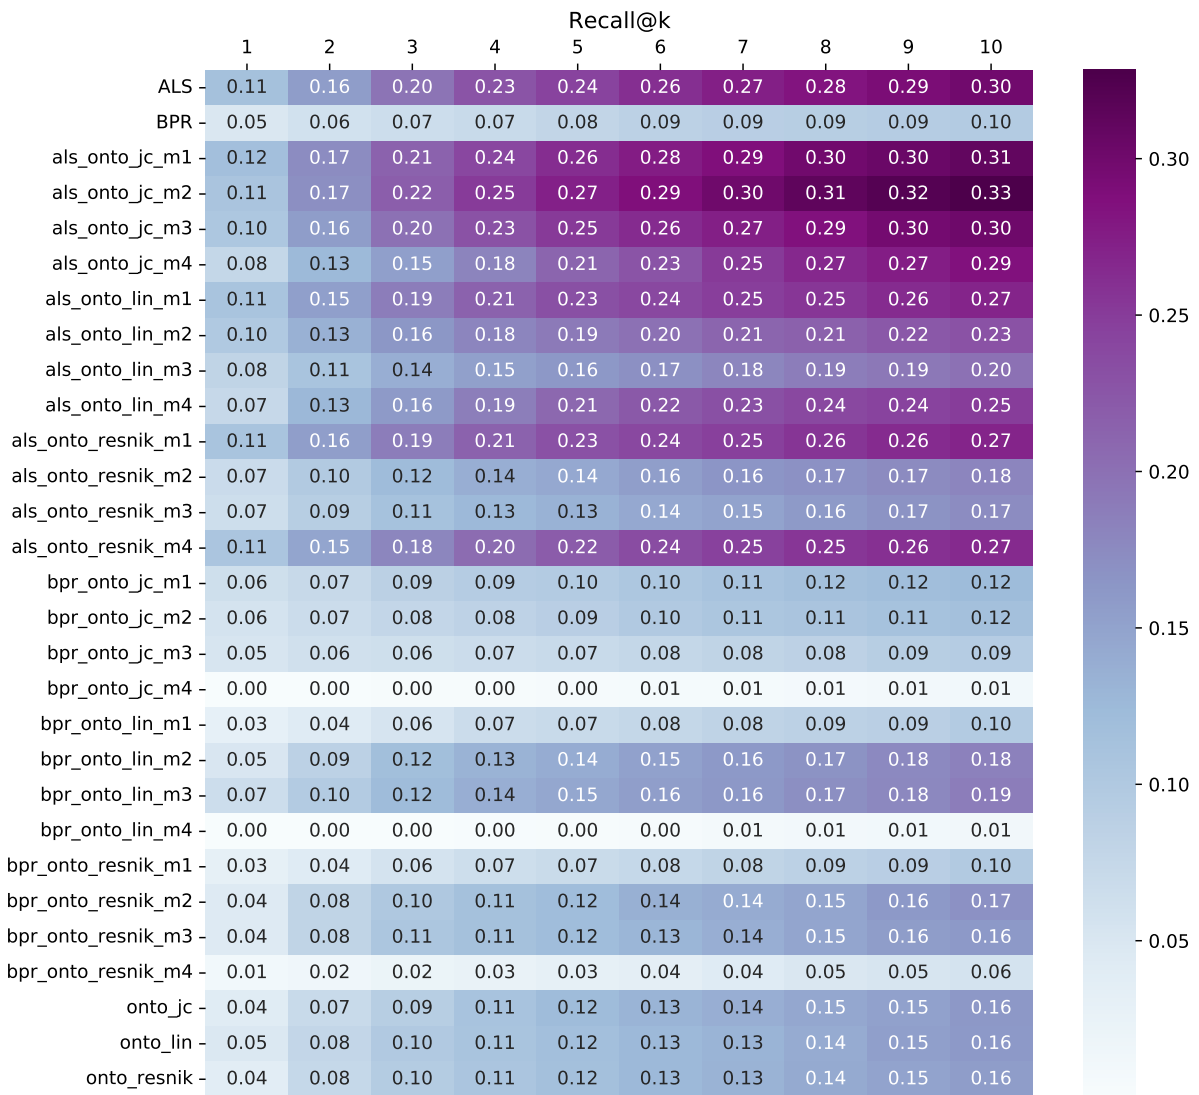 Recall@k
1 2 3 4 5 6 7 8 9 10
ALS 0.11 0.16 0.20 0.23 0.24 0.26 0.27 0.28 0.29 0.30
BPR 0.05 0.06 0.07 0.07 0.08 0.09 0.09 0.09 0.09 0.10
als_onto_jc_m1 0.12 0.17 0.21 0.24 0.26 0.28 0.29 0.30 0.30 0.31
als_onto_jc_m2 0.11 0.17 0.22 0.25 0.27 0.29 0.30 0.31 0.32 0.33
als_onto_jc_m3 0.10 0.16 0.20 0.23 0.25 0.26 0.27 0.29 0.30 0.30
als_onto_jc_m4 0.08 0.13 0.15 0.18 0.21 0.23 0.25 0.27 0.27 0.29
als_onto_lin_m1 0.11 0.15 0.19 0.21 0.23 0.24 0.25 0.25 0.26 0.27
als_onto_lin_m2 0.10 0.13 0.16 0.18 0.19 0.20 0.21 0.21 0.22 0.23
als_onto_lin_m3 0.08 0.11 0.14 0.15 0.16 0.17 0.18 0.19 0.19 0.20
als_onto_lin_m4 0.07 0.13 0.16 0.19 0.21 0.22 0.23 0.24 0.24 0.25
als_onto_resnik_m1 0.11 0.16 0.19 0.21 0.23 0.24 0.25 0.26 0.26 0.27
als_onto_resnik_m2 0.07 0.10 0.12 0.14 0.14 0.16 0.16 0.17 0.17 0.18
als_onto_resnik_m3 0.07 0.09 0.11 0.13 0.13 0.14 0.15 0.16 0.17 0.17
als_onto_resnik_m4 0.11 0.15 0.18 0.20 0.22 0.24 0.25 0.25 0.26 0.27
bpr_onto_jc_m1 0.06 0.07 0.09 0.09 0.10 0.10 0.11 0.12 0.12 0.12
bpr_onto_jc_m2 0.06 0.07 0.08 0.08 0.09 0.10 0.11 0.11 0.11 0.12
bpr_onto_jc_m3 0.05 0.06 0.06 0.07 0.07 0.08 0.08 0.08 0.09 0.09
bpr_onto_jc_m4 0.00 0.00 0.00 0.00 0.00 0.01 0.01 0.01 0.01 0.01
bpr_onto_lin_m1 0.03 0.04 0.06 0.07 0.07 0.08 0.08 0.09 0.09 0.10
bpr_onto_lin_m2 0.05 0.09 0.12 0.13 0.14 0.15 0.16 0.17 0.18 0.18
bpr_onto_lin_m3 0.07 0.10 0.12 0.14 0.15 0.16 0.16 0.17 0.18 0.19
bpr_onto_lin_m4 0.00 0.00 0.00 0.00 0.00 0.00 0.01 0.01 0.01 0.01
bpr_onto_resnik_m1 0.03 0.04 0.06 0.07 0.07 0.08 0.08 0.09 0.09 0.10
bpr_onto_resnik_m2 0.04 0.08 0.10 0.11 0.12 0.14 0.14 0.15 0.16 0.17
bpr_onto_resnik_m3 0.04 0.08 0.11 0.11 0.12 0.13 0.14 0.15 0.16 0.16
bpr_onto_resnik_m4 0.01 0.02 0.02 0.03 0.03 0.04 0.04 0.05 0.05 0.06
onto_jc 0.04 0.07 0.09 0.11 0.12 0.13 0.14 0.15 0.15 0.16
onto_lin 0.05 0.08 0.10 0.11 0.12 0.13 0.13 0.14 0.15 0.16
onto_resnik 0.04 0.08 0.10 0.11 0.12 0.13 0.13 0.14 0.15 0.16
0.30
0.25
0.20
0.15
0.10
0.05